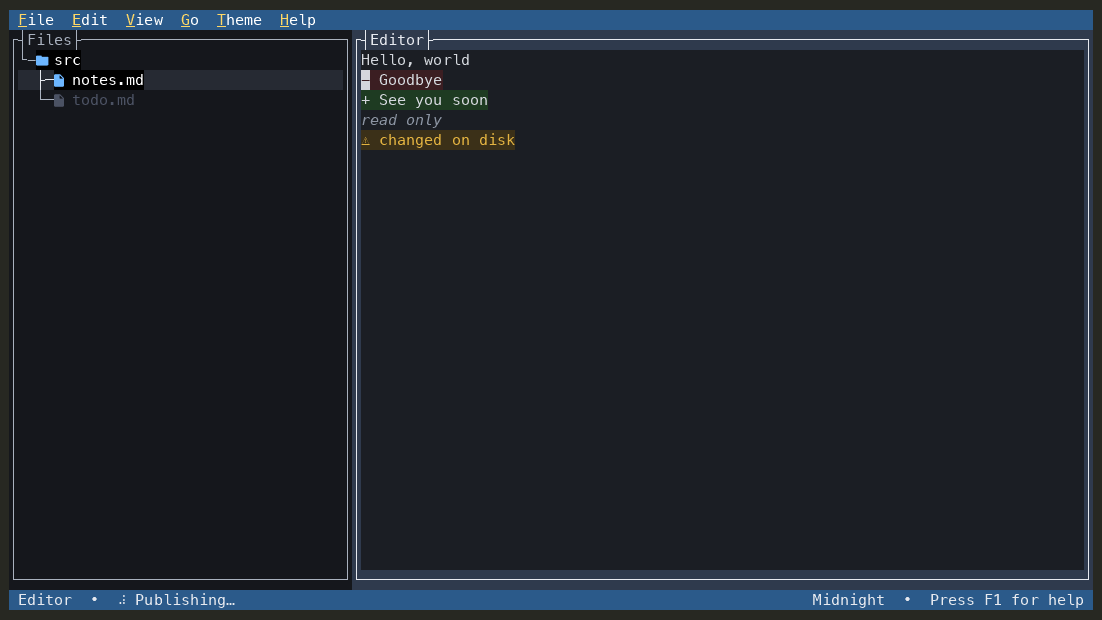 File Edit View Go Theme Help
Files
src
notes.md
todo.md
Editor
Hello, world
- Goodbye
+ See you soon
read only
⚠ changed on disk
Editor • Publishing…
Midnight • Press F1 for help